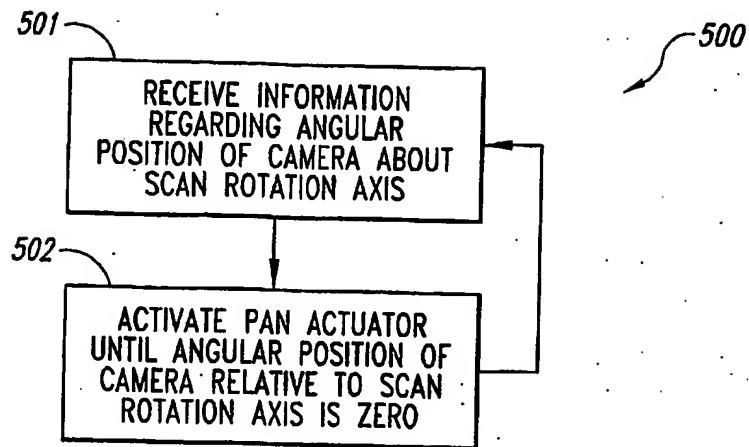 501
500
RECEIVE INFORMATION
REGARDING ANGULAR
POSITION OF CAMERA ABOUT
SCAN ROTATION AXIS
502
ACTIVATE PAN ACTUATOR
UNTIL ANGULAR POSITION OF
CAMERA RELATIVE TO SCAN
ROTATION AXIS IS ZERO